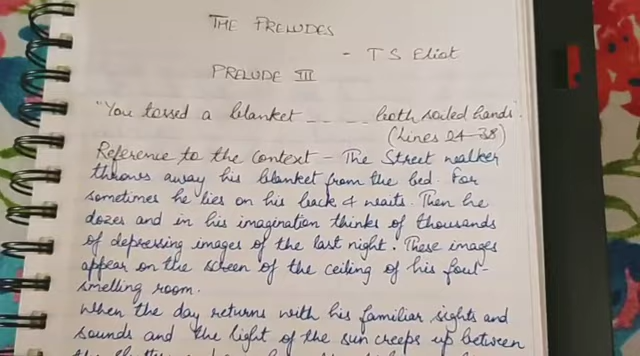 THE PRELUDES
- T S Eliot
PRELUDE III
"You tossed a blanket _ _ _ _ both soiled hands"
(Lines 24-38)
Reference to the context - The Street walker
throws away his blanket from the bed. For
sometimes he lies on his back & waits. Then he
dozes and in his imagination thinks of thousands
of depressing images of the last night. These images
appear on the screen of the ceiling of his foul-
smelling room.
When the day returns with his familiar sights and
sounds and the light of the sun creeps up between